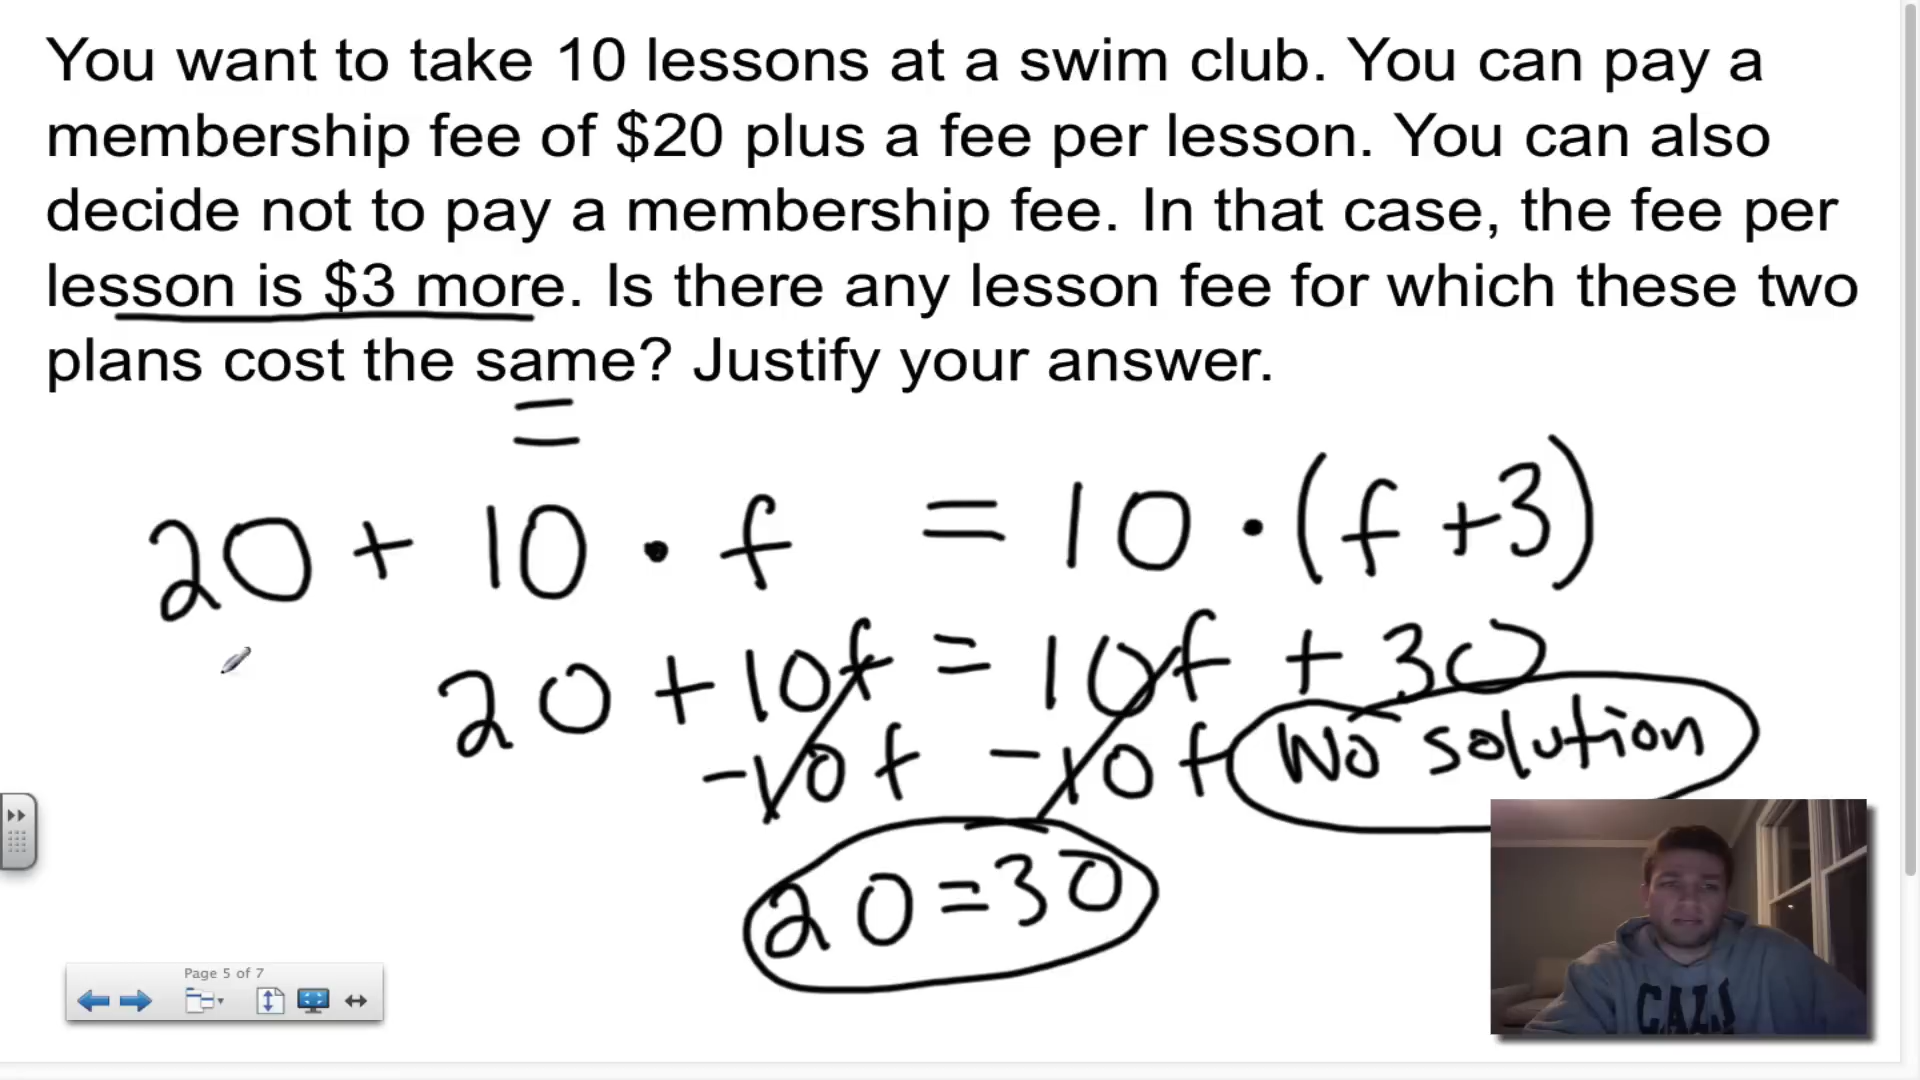 You want to take 10 lessons at a swim club. You can pay a
membership fee of $20 plus a fee per lesson. You can also
decide not to pay a membership fee. In that case, the fee per
lesson is $3 more. Is there any lesson fee for which these two
plans cost the same? Justify your answer.
=
20 + 10 · f = 10 · (f + 3)
20 + 10f = 10f + 30
-10f -10f No solution
20 = 30
Page 5 of 7